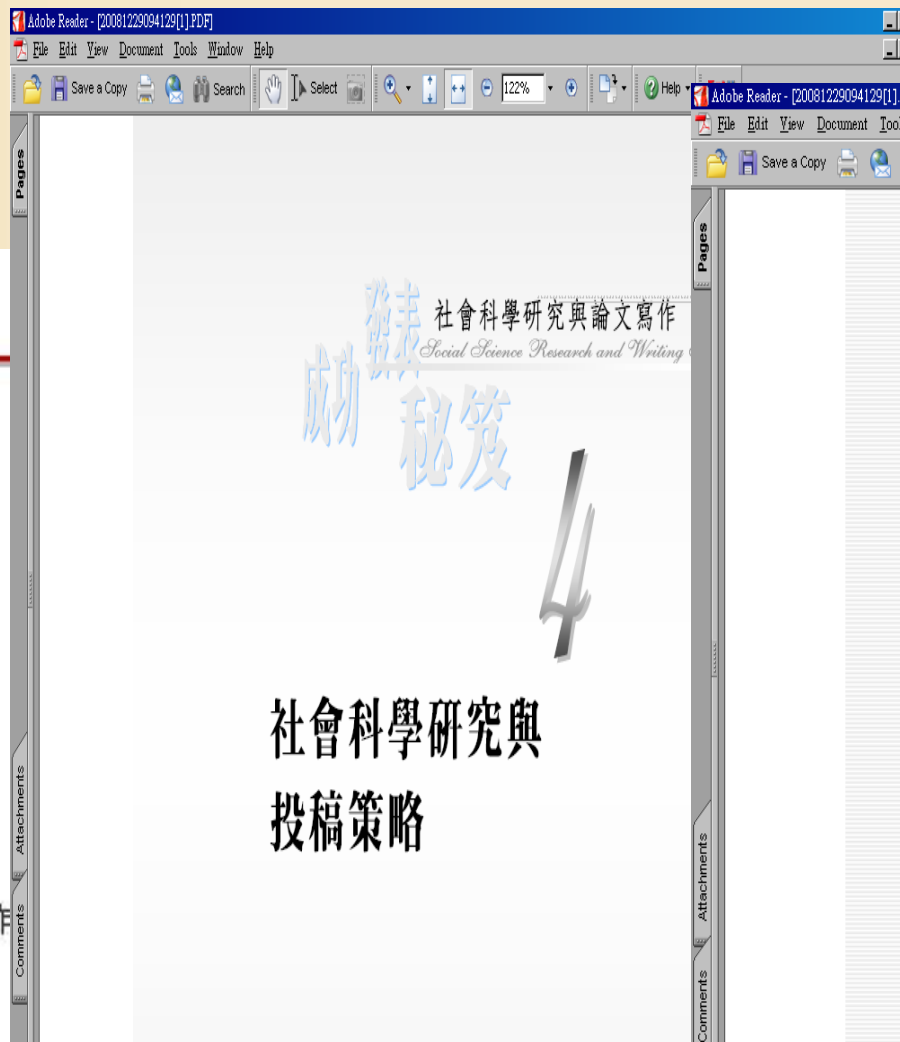 Adobe Reader - [20081229094129[1].PDF]
File Edit View Document Tools Window Help
Save a Copy Search Select 122% Help
Pages
社會科學研究與論文寫作
Social Science Research and Writing
成功發表秘笈
4
社會科學研究與
投稿策略
Attachments
Comments
作
Adobe Reader - [20081229094129[1].
File Edit View Document Tool
Save a Copy
Pages
Attachments
Comments